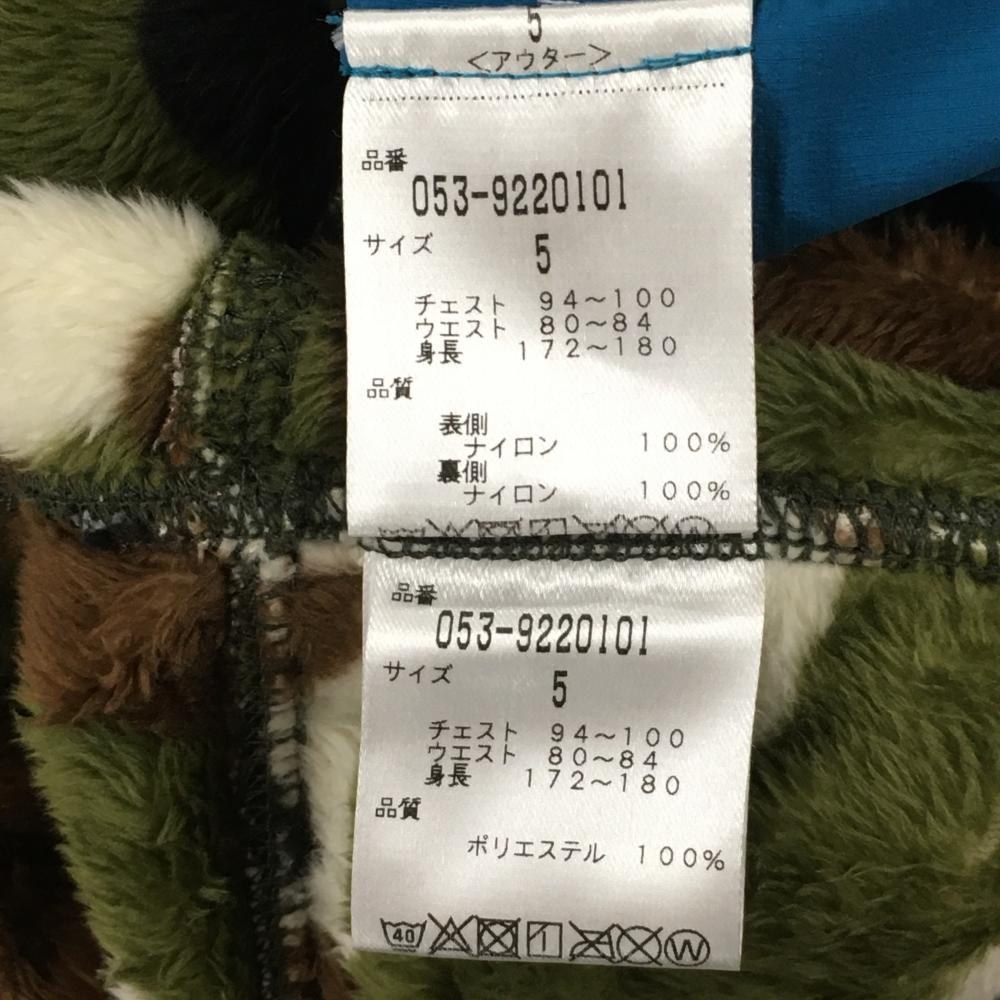 5
<アウター>
品番
053-9220101
サイズ
5
チェスト 94～100
ウエスト 80～84
身長 172～180
品質
表側
ナイロン 100%
裏側
ナイロン 100%
品番
053-9220101
サイズ
5
チェスト 94～100
ウエスト 80～84
身長 172～180
品質
ポリエステル 100%
40
W